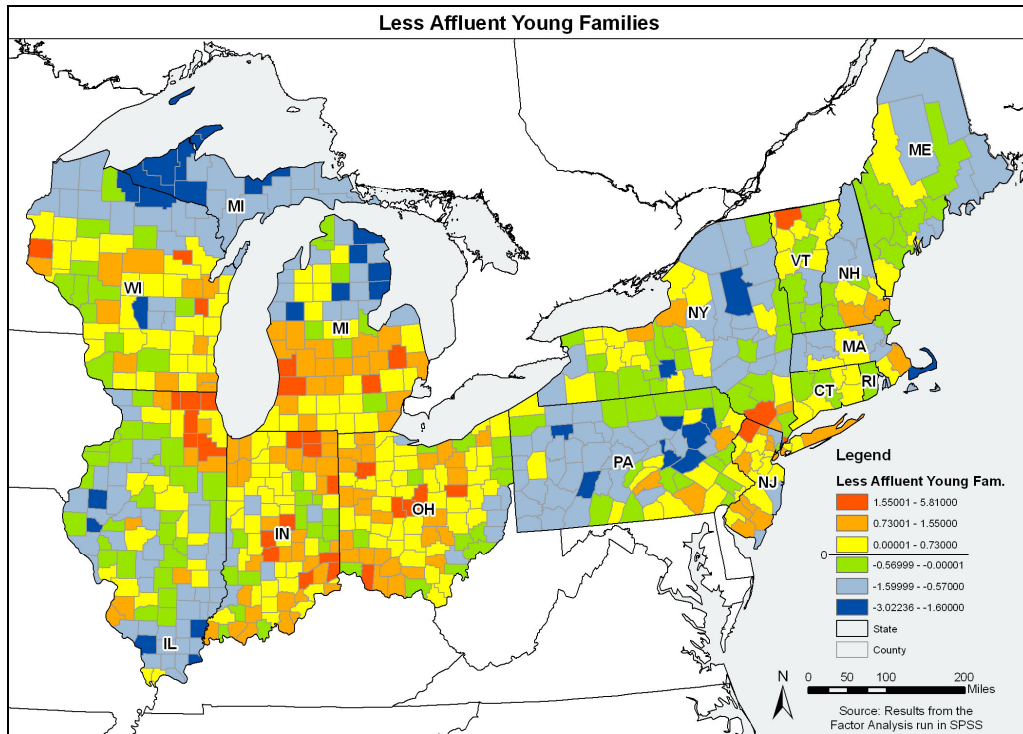 Less Affluent Young Families
ME
MI
VT
NH
WI
NY
MI
MA
CT
RI
PA
NJ
OH
IN
IL
Legend
Less Affluent Young Fam.
1.55001 - 5.81000
0.73001 - 1.55000
0.00001 - 0.73000
0
-0.56999 - -0.00001
-1.59999 - -0.57000
-3.02236 - -1.60000
State
County
N
0 50 100 200
Miles
Source: Results from the
Factor Analysis run in SPSS